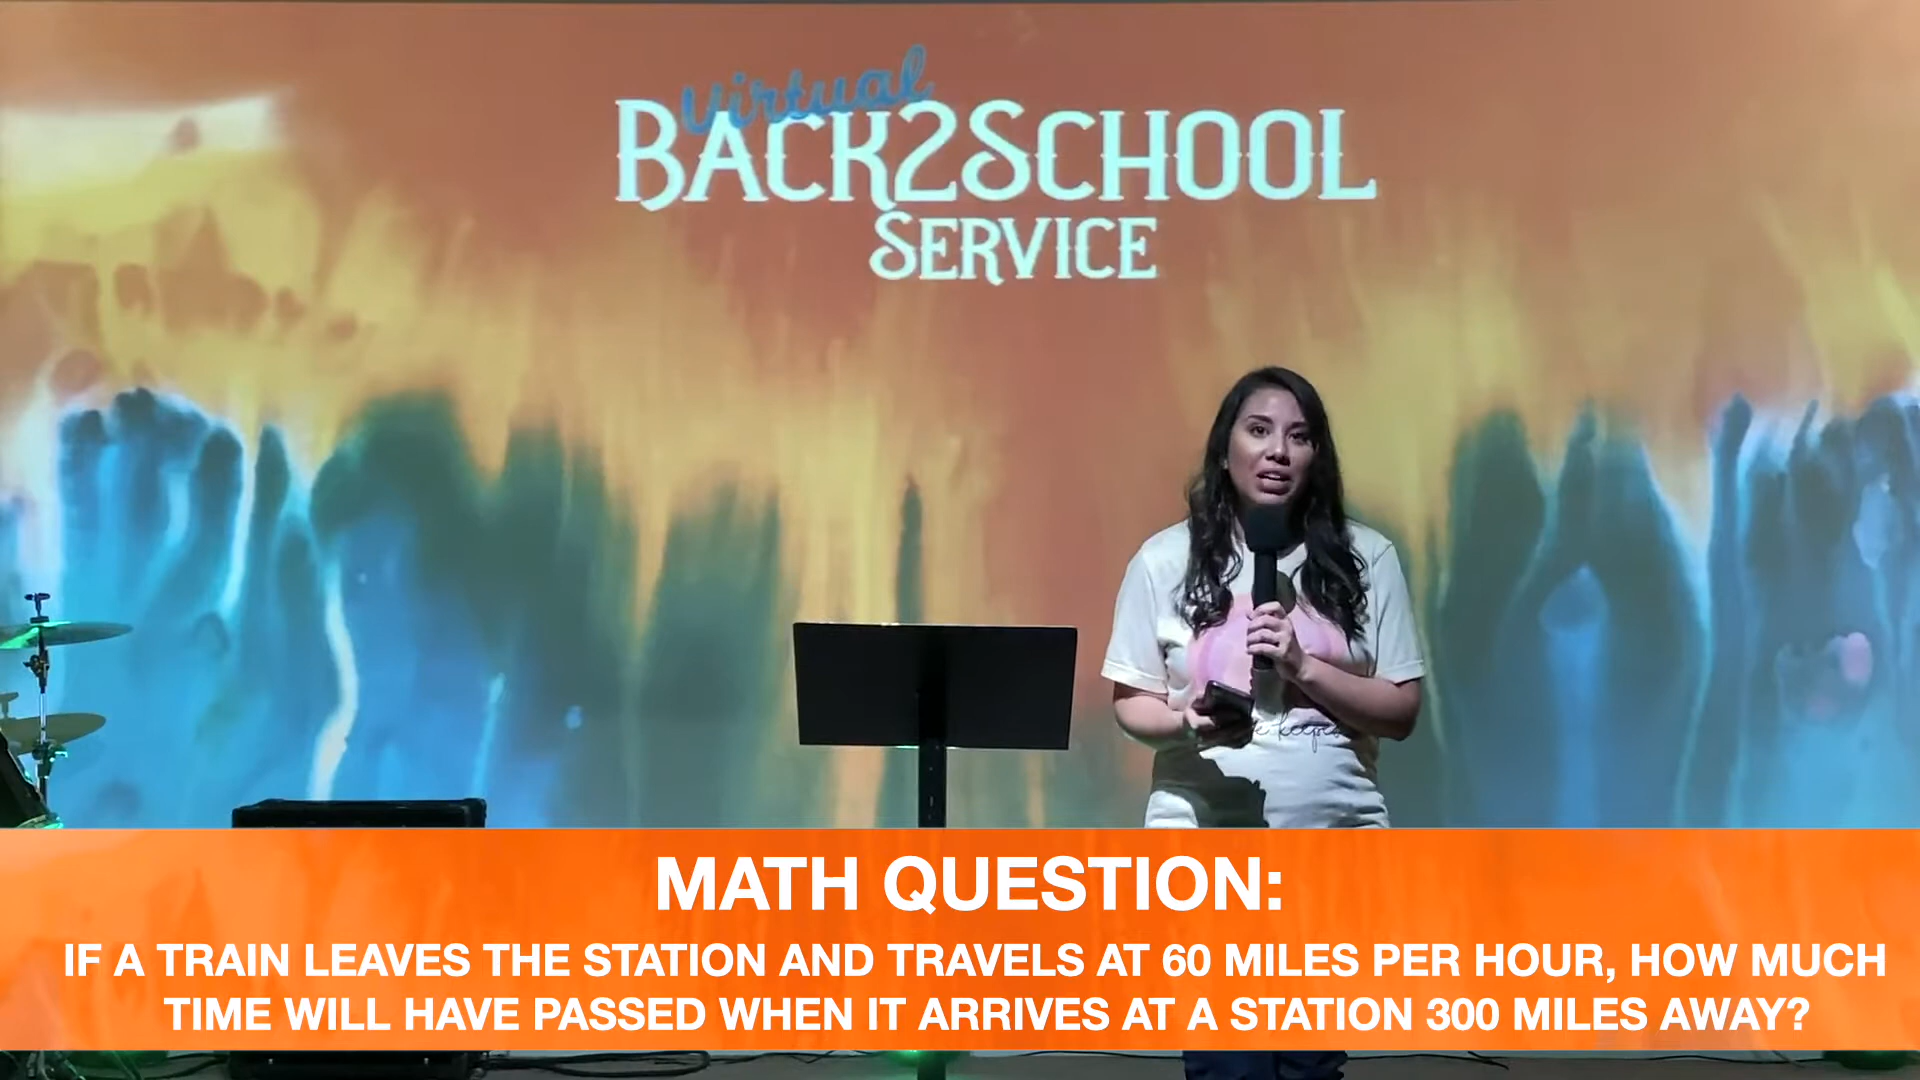 Virtual
BACK2SCHOOL
SERVICE
MATH QUESTION:
IF A TRAIN LEAVES THE STATION AND TRAVELS AT 60 MILES PER HOUR, HOW MUCH
TIME WILL HAVE PASSED WHEN IT ARRIVES AT A STATION 300 MILES AWAY?